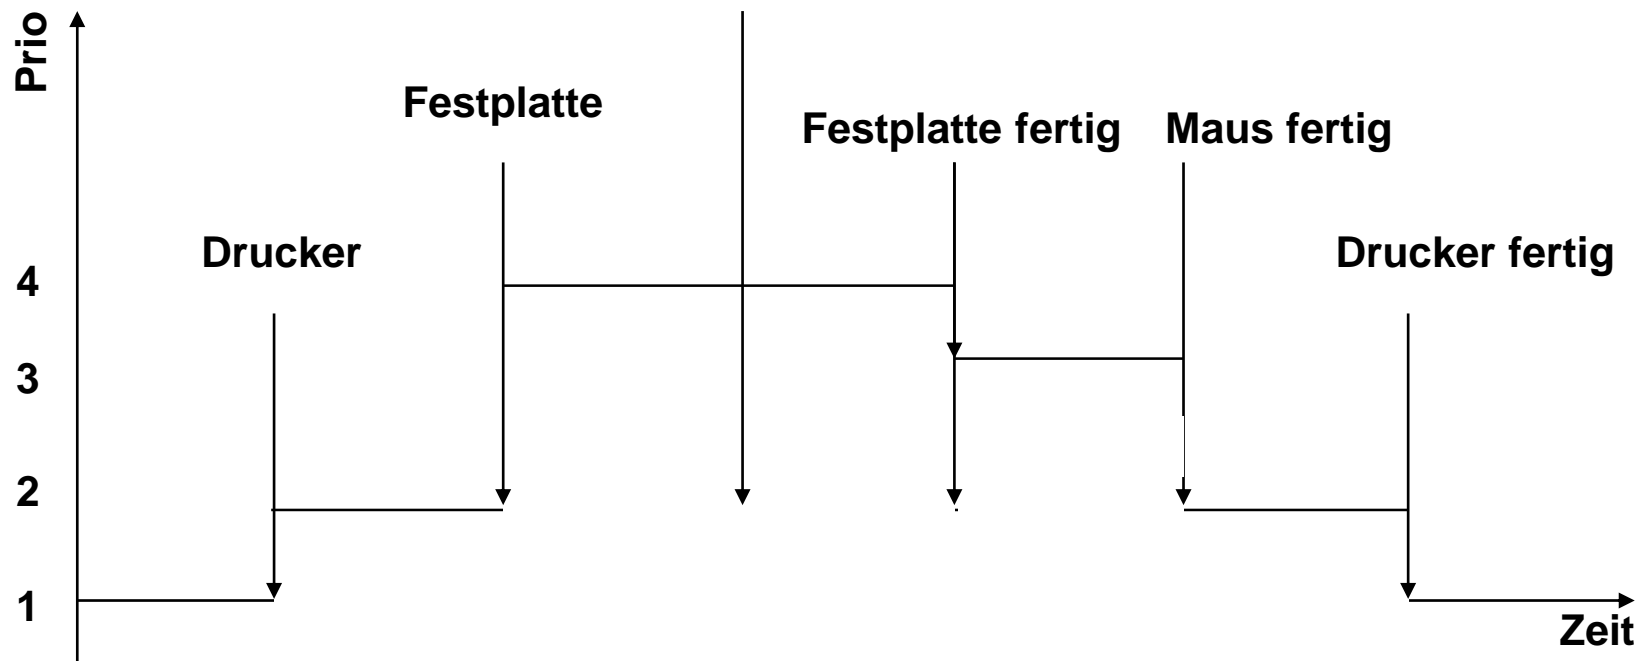 Prio
Festplatte
Festplatte fertig
Maus fertig
Drucker
Drucker fertig
4
3
2
1
Zeit